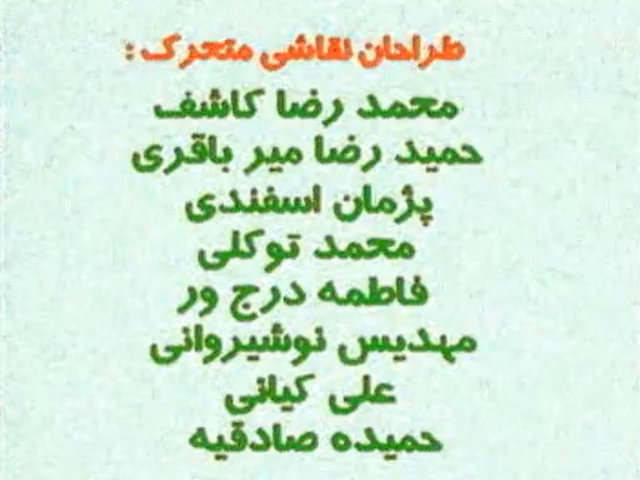 طراحان نقاشی متحرک :
محمد رضا کاشف
حمید رضا میر باقری
پژمان اسفندی
محمد توکلی
فاطمه درج ور
مهدیس نوشیروانی
علی کیانی
حمیده صادقیه